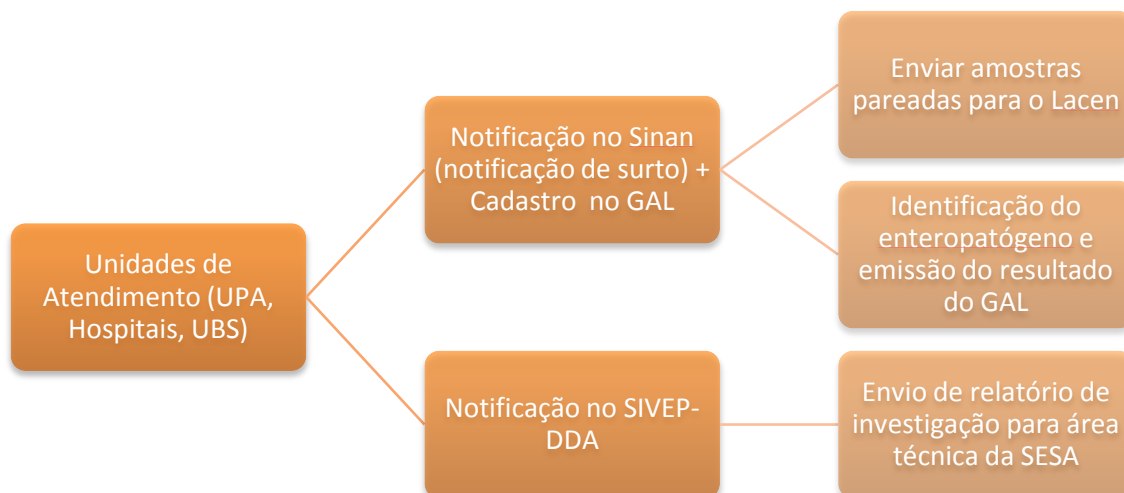 Unidades de
Atendimento (UPA,
Hospitais, UBS)
Notificação no Sinan
(notificação de surto) +
Cadastro no GAL
Enviar amostras
pareadas para o Lacen
Identificação do
enteropatógeno e
emissão do resultado
do GAL
Notificação no SIVEP-
DDA
Envio de relatório de
investigação para área
técnica da SESA